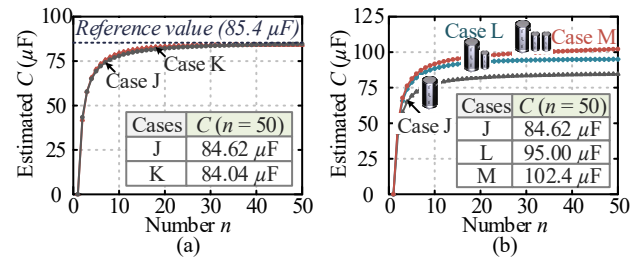 Reference value (85.4 μF)
Case K
Case J
Cases C (n = 50)
J 84.62 μF
K 84.04 μF
Estimated C (μF)
100
75
50
25
0
0 10 20 30 40 50
Number n
(a)
Case L
Case M
Case J
Cases C (n = 50)
J 84.62 μF
L 95.00 μF
M 102.4 μF
Estimated C (μF)
125
100
75
50
25
0
0 10 20 30 40 50
Number n
(b)